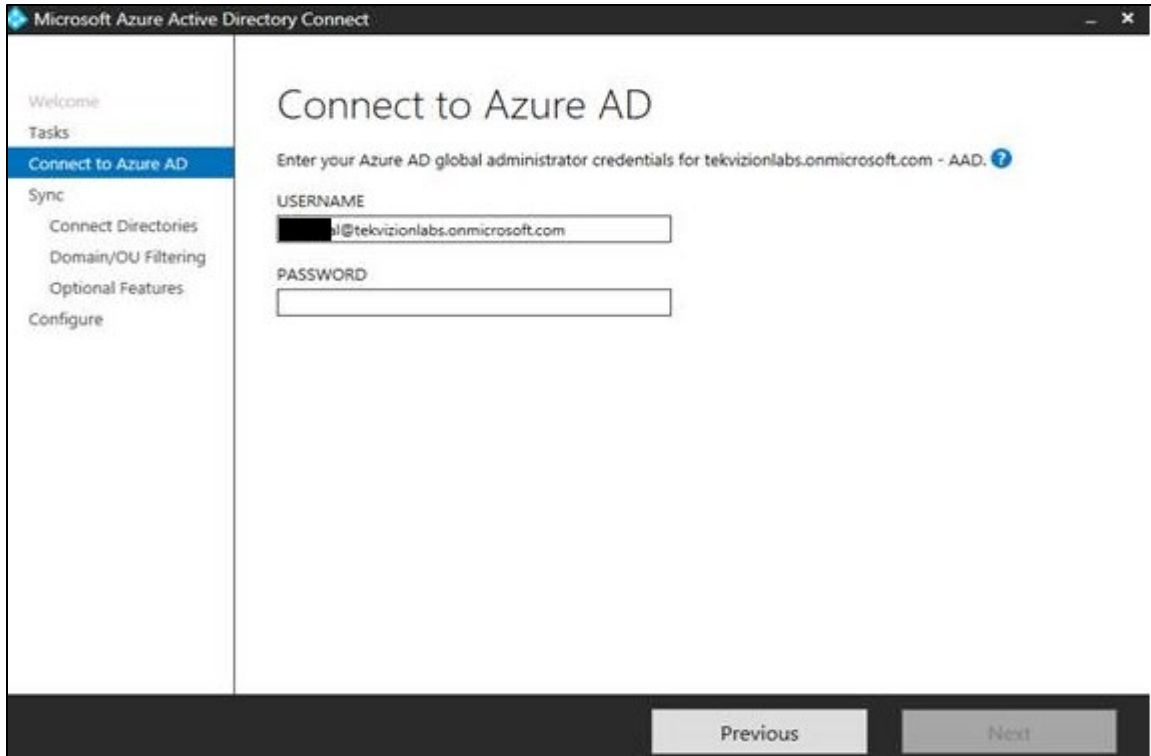 Microsoft Azure Active Directory Connect
Welcome
Tasks
Connect to Azure AD
Sync
Connect Directories
Domain/OU Filtering
Optional Features
Configure
Connect to Azure AD
Enter your Azure AD global administrator credentials for tekvizionlabs.onmicrosoft.com - AAD. ?
USERNAME
al@tekvizionlabs.onmicrosoft.com
PASSWORD
Previous
Next